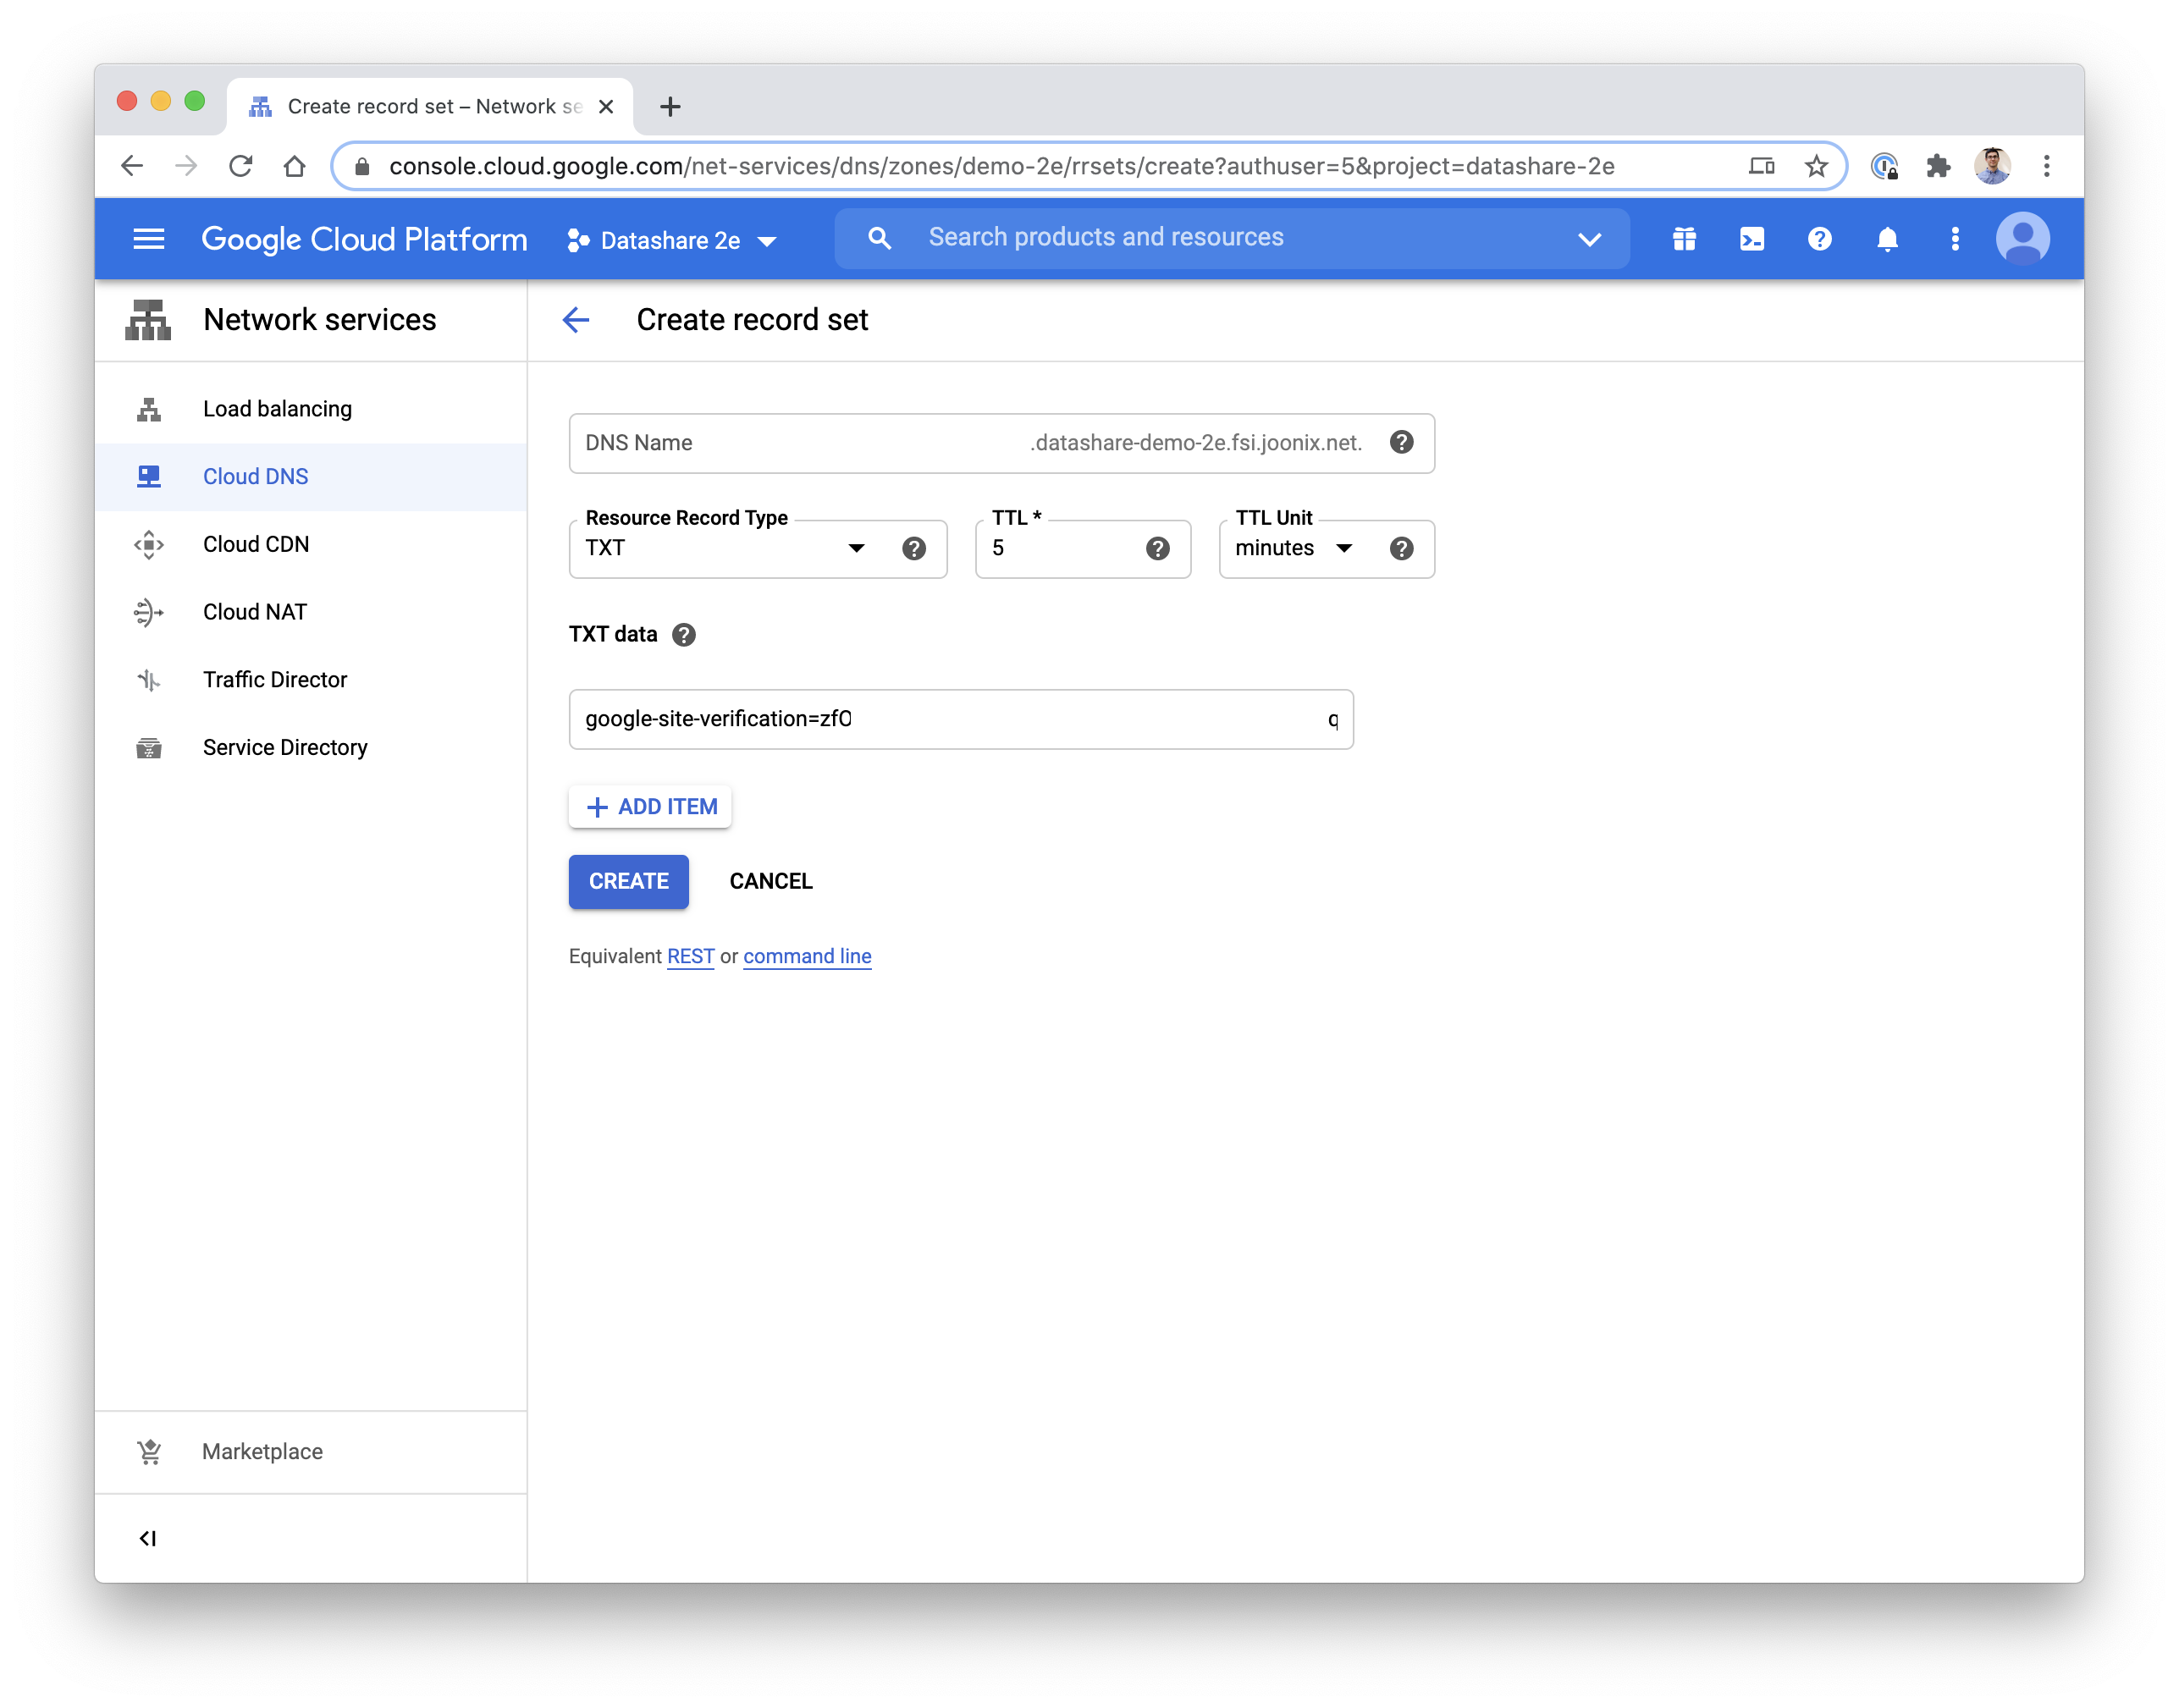 Create record set – Network se
console.cloud.google.com/net-services/dns/zones/demo-2e/rrsets/create?authuser=5&project=datashare-2e
Google Cloud Platform
Datashare 2e
Search products and resources
Network services
Create record set
Load balancing
Cloud DNS
Cloud CDN
Cloud NAT
Traffic Director
Service Directory
DNS Name
.datashare-demo-2e.fsi.joonix.net.
Resource Record Type
TXT
TTL *
5
TTL Unit
minutes
TXT data
google-site-verification=zfO q
ADD ITEM
CREATE
CANCEL
Equivalent REST or command line
Marketplace